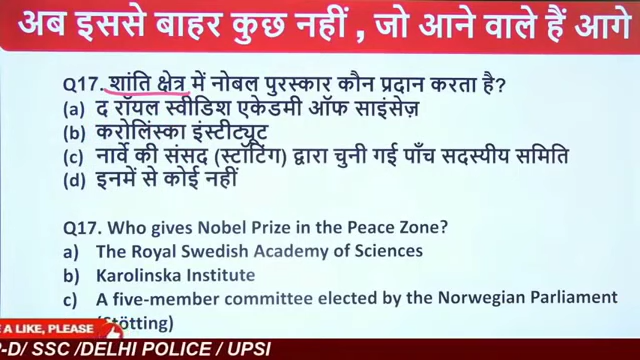 अब इससे बाहर कुछ नहीं , जो आने वाले हैं आगे
Q17. शांति क्षेत्र में नोबल पुरस्कार कौन प्रदान करता है?
(a) द रॉयल स्वीडिश एकेडमी ऑफ साइंसेज़
(b) करोलिंस्का इंस्टीट्यूट
(c) नार्वे की संसद (स्टॉटिंग) द्वारा चुनी गई पाँच सदस्यीय समिति
(d) इनमें से कोई नहीं
Q17. Who gives Nobel Prize in the Peace Zone?
a) The Royal Swedish Academy of Sciences
b) Karolinska Institute
c) A five-member committee elected by the Norwegian Parliament
(Stötting)
E A LIKE, PLEASE
P-D/ SSC /DELHI POLICE / UPSI